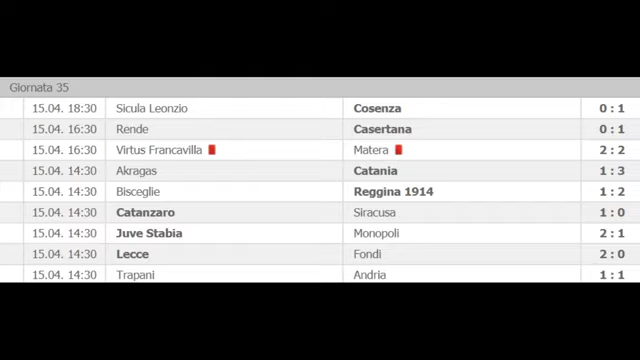 Giornata 35
15.04. 18:30 Sicula Leonzio Cosenza 0 : 1
15.04. 16:30 Rende Casertana 0 : 1
15.04. 16:30 Virtus Francavilla Matera 2 : 2
15.04. 14:30 Akragas Catania 1 : 3
15.04. 14:30 Bisceglie Reggina 1914 1 : 2
15.04. 14:30 Catanzaro Siracusa 1 : 0
15.04. 14:30 Juve Stabia Monopoli 2 : 1
15.04. 14:30 Lecce Fondi 2 : 0
15.04. 14:30 Trapani Andria 1 : 1